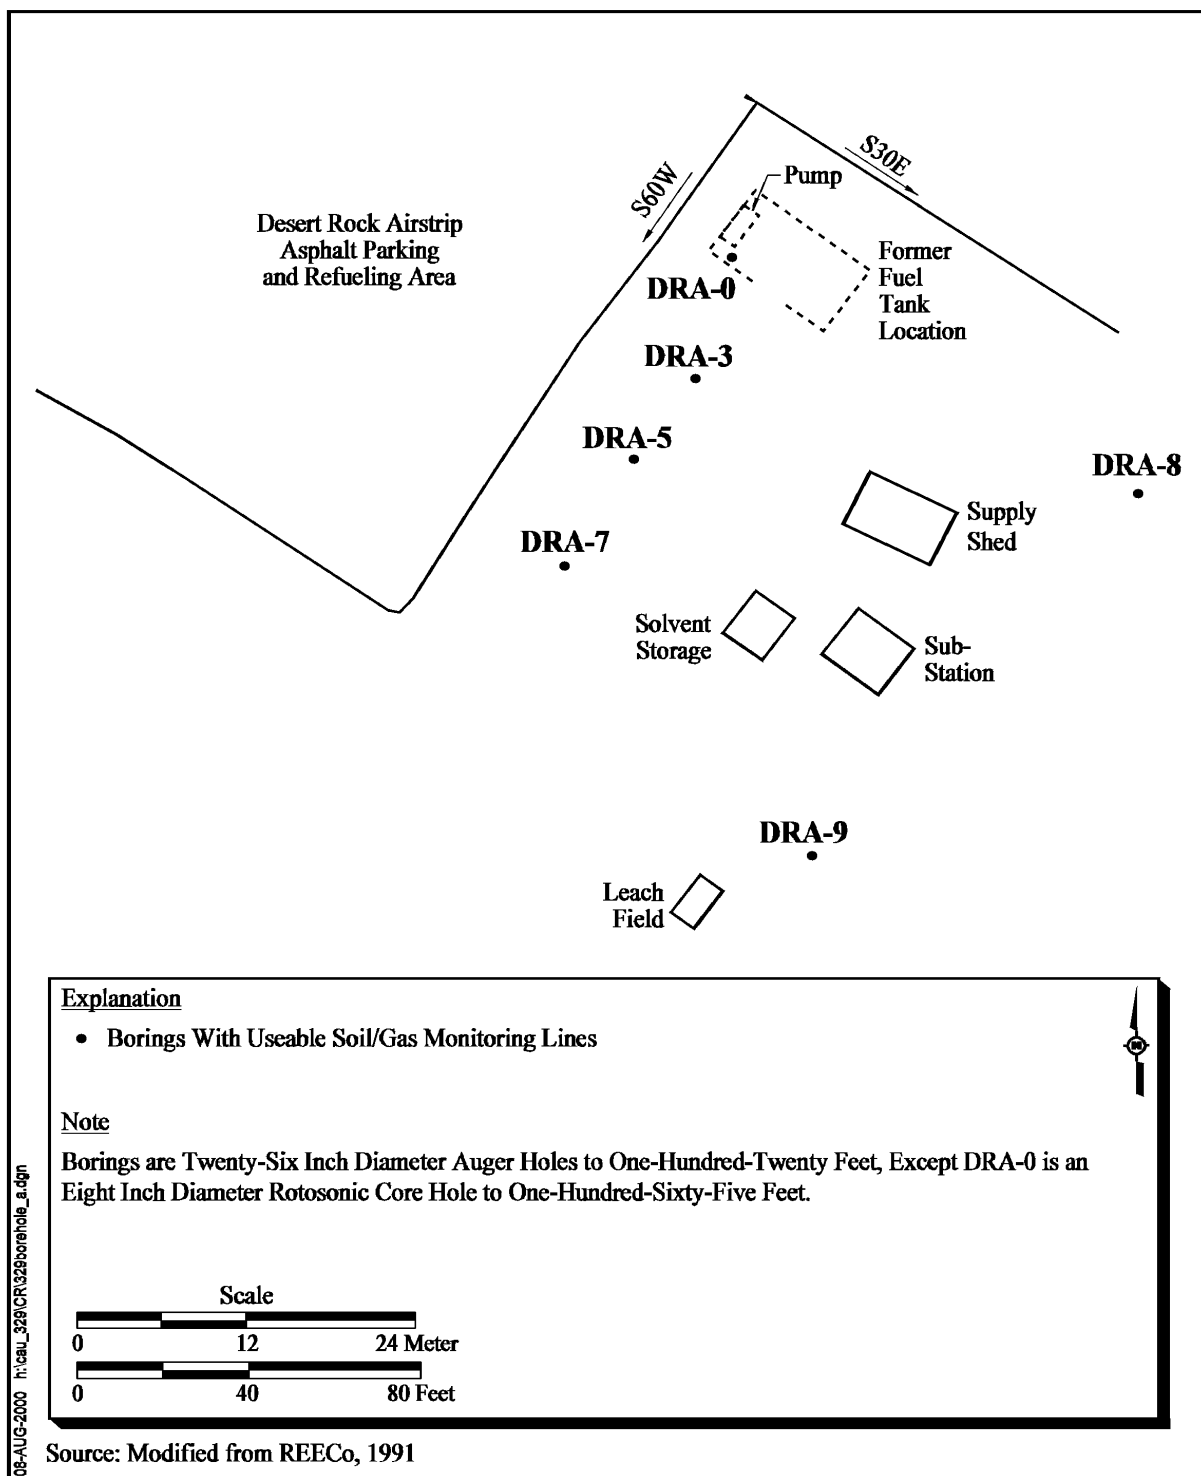 S30E
Pump
S60W
Desert Rock Airstrip
Asphalt Parking
and Refueling Area
Former
Fuel
Tank
Location
DRA-0
DRA-3
DRA-5
DRA-8
Supply
Shed
DRA-7
Solvent
Storage
Sub-
Station
DRA-9
Leach
Field
Explanation
• Borings With Useable Soil/Gas Monitoring Lines
N
Note
Borings are Twenty-Six Inch Diameter Auger Holes to One-Hundred-Twenty Feet, Except DRA-0 is an
Eight Inch Diameter Rotosonic Core Hole to One-Hundred-Sixty-Five Feet.
Scale
0 12 24 Meter
0 40 80 Feet
08-AUG-2000 h:\cau_329\CR\329borehole_a.dgn
Source: Modified from REECo, 1991